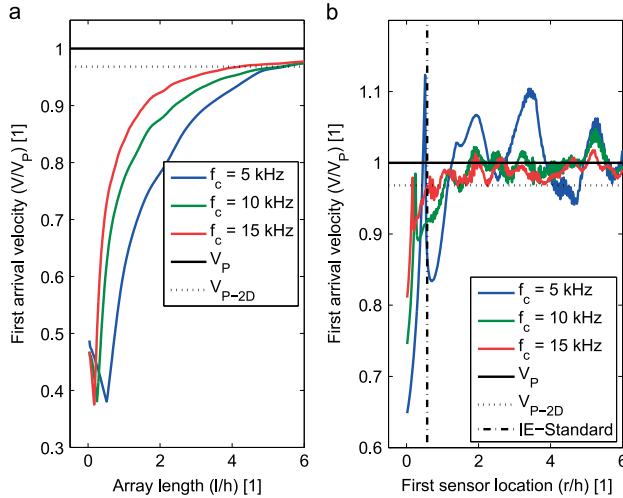 a
First arrival velocity (V/V_P) [1]
1
0.9
0.8
0.7
0.6
0.5
0.4
0.3
0
2
4
6
Array length (l/h) [1]
f_c = 5 kHz
f_c = 10 kHz
f_c = 15 kHz
V_P
V_P−2D
b
First arrival velocity (V/V_P) [1]
1.1
1
0.9
0.8
0.7
0.6
0
2
4
6
First sensor location (r/h) [1]
f_c = 5 kHz
f_c = 10 kHz
f_c = 15 kHz
V_P
V_P−2D
IE−Standard